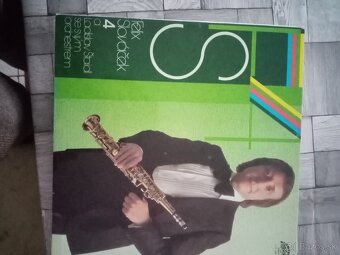 Felix
Slováček
4
a
Ladislav Štaidl
se svým
orchestrem
S